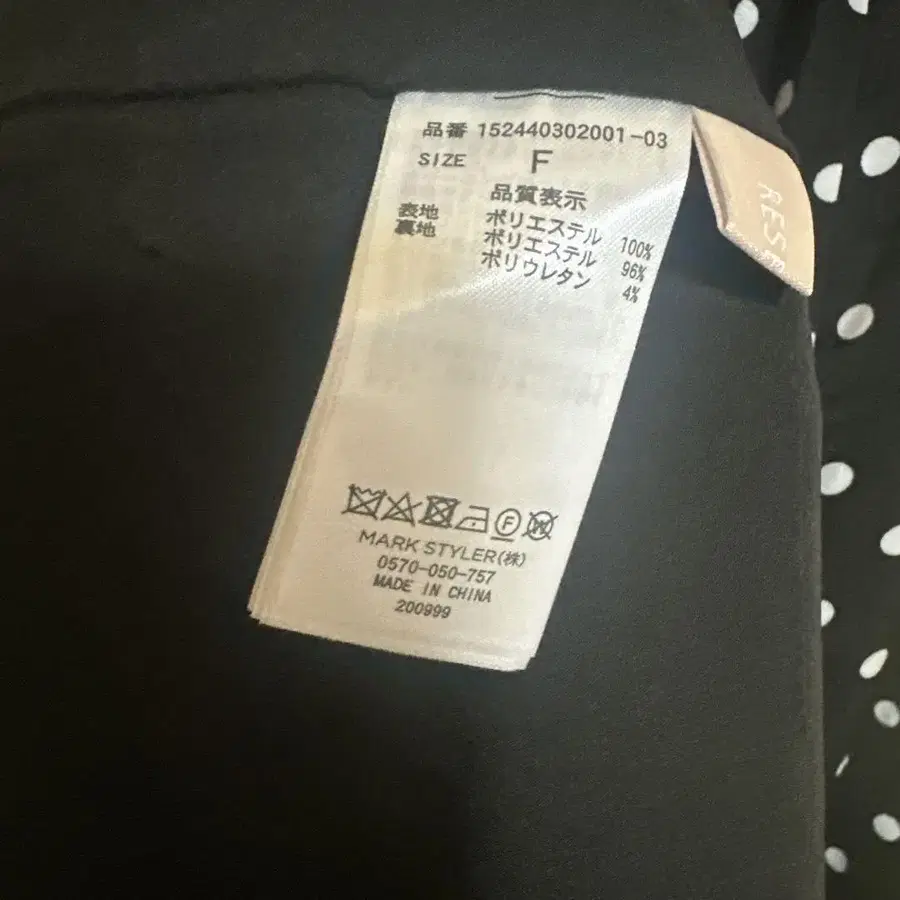 品番 152440302001-03
SIZE F
品質表示
表地 ポリエステル 100%
裏地 ポリエステル 96%
ポリウレタン 4%
F
W
MARK STYLER(株)
0570-050-757
MADE IN CHINA
200999